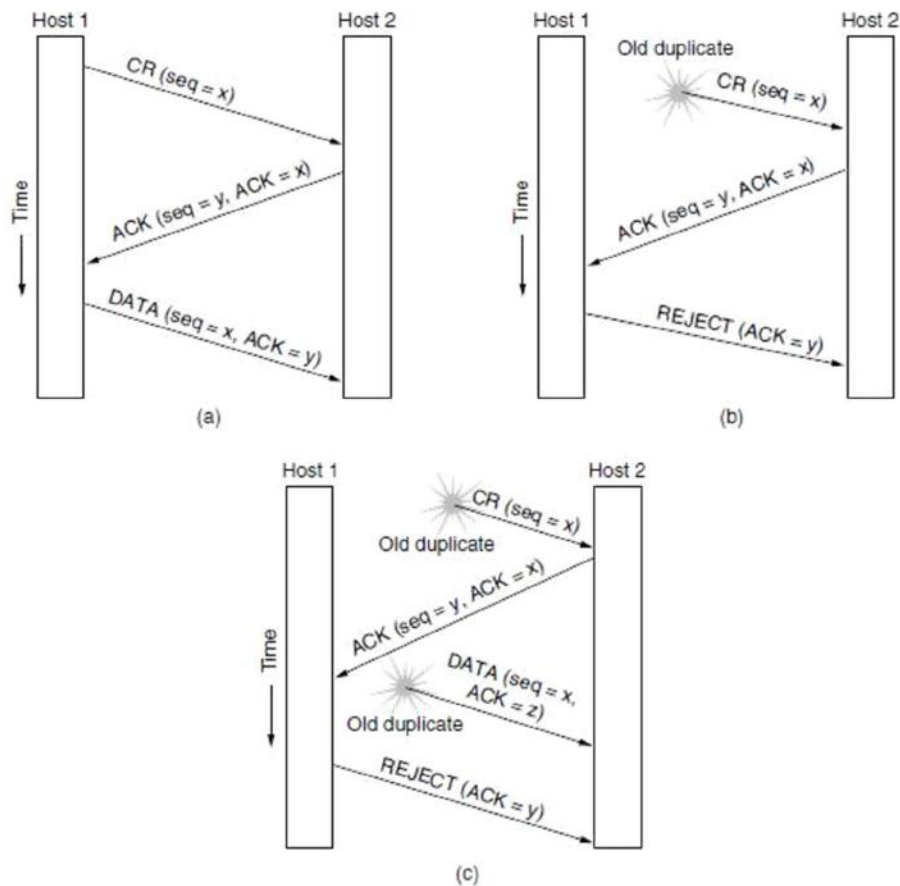 Host 1
Host 2
CR (seq = x)
ACK (seq = y, ACK = x)
Time
DATA (seq = x, ACK = y)
(a)
Host 1
Host 2
Old duplicate
CR (seq = x)
ACK (seq = y, ACK = x)
Time
REJECT (ACK = y)
(b)
Host 1
Host 2
CR (seq = x)
Old duplicate
ACK (seq = y, ACK = x)
Time
DATA (seq = x,
ACK = z)
Old duplicate
REJECT (ACK = y)
(c)